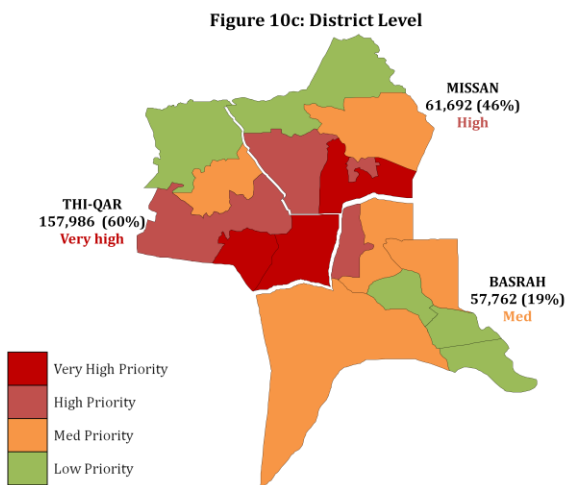 Figure 10c: District Level
MISSAN
61,692 (46%)
High
THI-QAR
157,986 (60%)
Very high
BASRAH
57,762 (19%)
Med
Very High Priority
High Priority
Med Priority
Low Priority